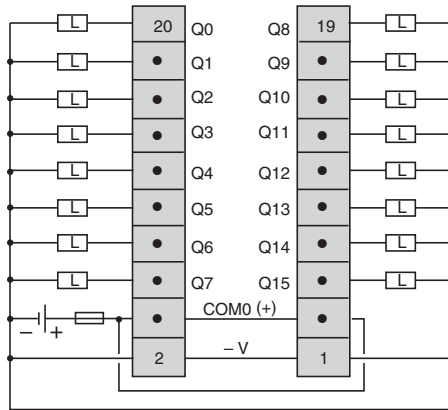 L 20 Q0 Q8 19 L
L Q1 Q9 L
L Q2 Q10 L
L Q3 Q11 L
L Q4 Q12 L
L Q5 Q13 L
L Q6 Q14 L
L Q7 Q15 L
− + COM0 (+)
2 – V 1